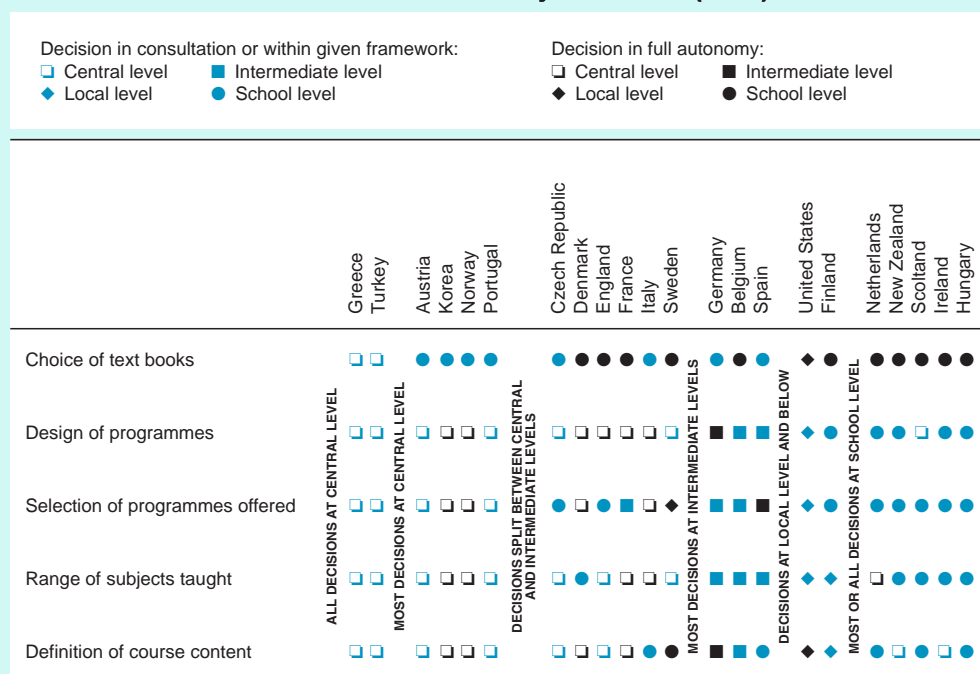 Decision in consultation or within given framework:
Central level
Intermediate level
Local level
School level
Decision in full autonomy:
Central level
Intermediate level
Local level
School level
Greece
Turkey
Austria
Korea
Norway
Portugal
Czech Republic
Denmark
England
France
Italy
Sweden
Germany
Belgium
Spain
United States
Finland
Netherlands
New Zealand
Scoltand
Ireland
Hungary
Choice of text books
Design of programmes
Selection of programmes offered
Range of subjects taught
Definition of course content
ALL DECISIONS AT CENTRAL LEVEL
MOST DECISIONS AT CENTRAL LEVEL
DECISIONS SPLIT BETWEEN CENTRAL
AND INTERMEDIATE LEVELS
MOST DECISIONS AT INTERMEDIATE LEVELS
DECISIONS AT LOCAL LEVEL AND BELOW
MOST OR ALL DECISIONS AT SCHOOL LEVEL